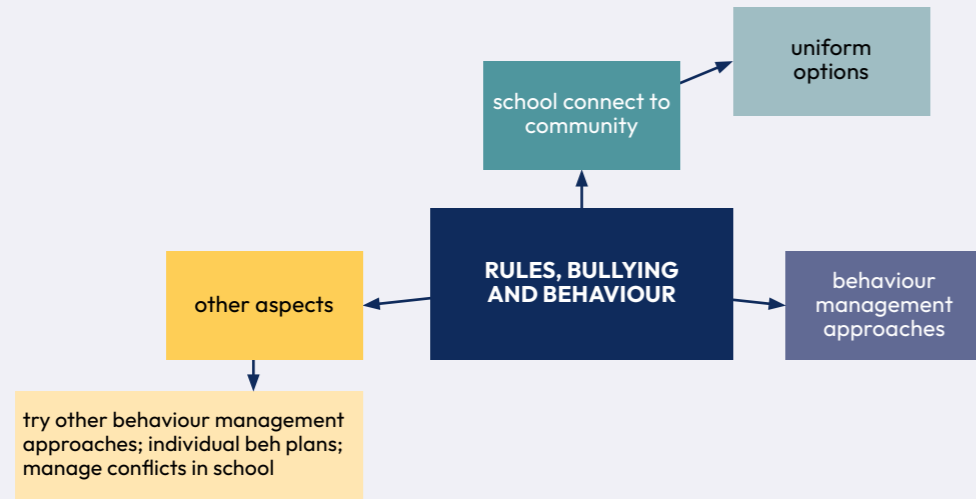 uniform
options
school connect to
community
RULES, BULLYING
AND BEHAVIOUR
other aspects
behaviour
management
approaches
try other behaviour management
approaches; individual beh plans;
manage conflicts in school